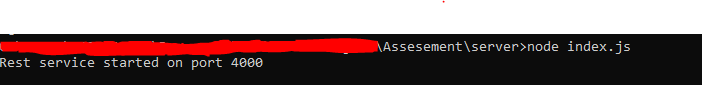 \Assesement\server>node index.js
Rest service started on port 4000